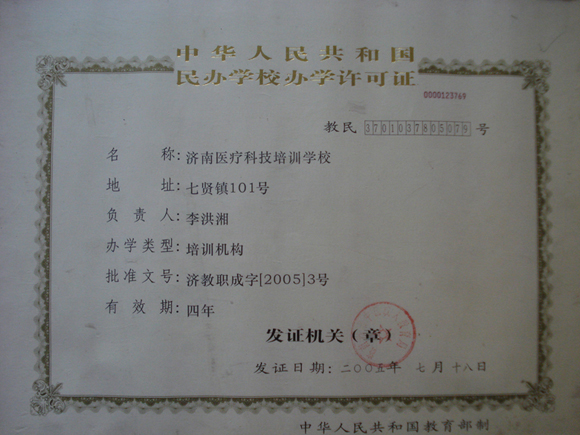 中华人民共和国
民办学校办学许可证
0000123769
教民 3701037805079 号
名称:济南医疗科技培训学校
地址:七贤镇101号
负责人:李洪湘
办学类型:培训机构
批准文号:济教职成字[2005]3号
有效期:四年
发证机关(章)
发证日期:二〇〇五年 七月 十八日
中华人民共和国教育部制